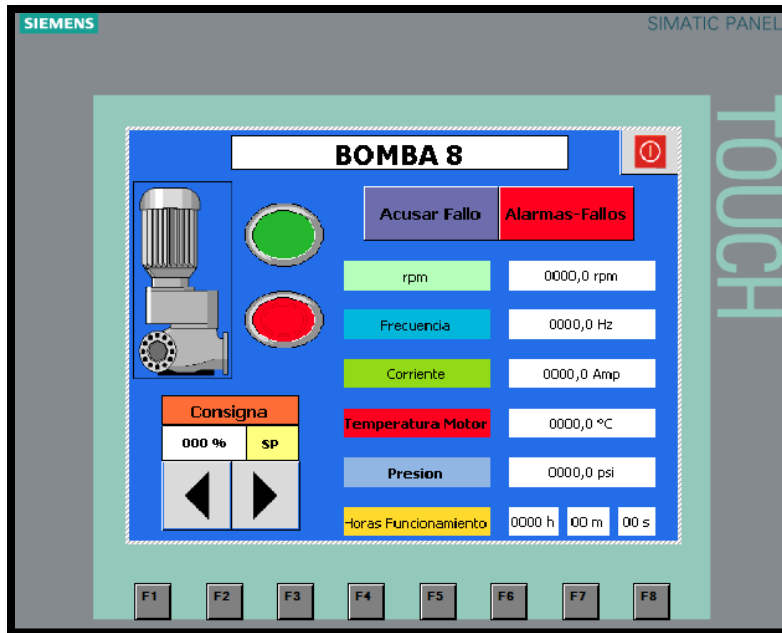 SIEMENS
SIMATIC PANEL
TOUCH
BOMBA 8
Acusar Fallo
Alarmas-Fallos
rpm
0000,0 rpm
Frecuencia
0000,0 Hz
Corriente
0000,0 Amp
Consigna
000 %
SP
Temperatura Motor
0000,0 ºC
Presion
0000,0 psi
Horas Funcionamiento
0000 h
00 m
00 s
F1
F2
F3
F4
F5
F6
F7
F8